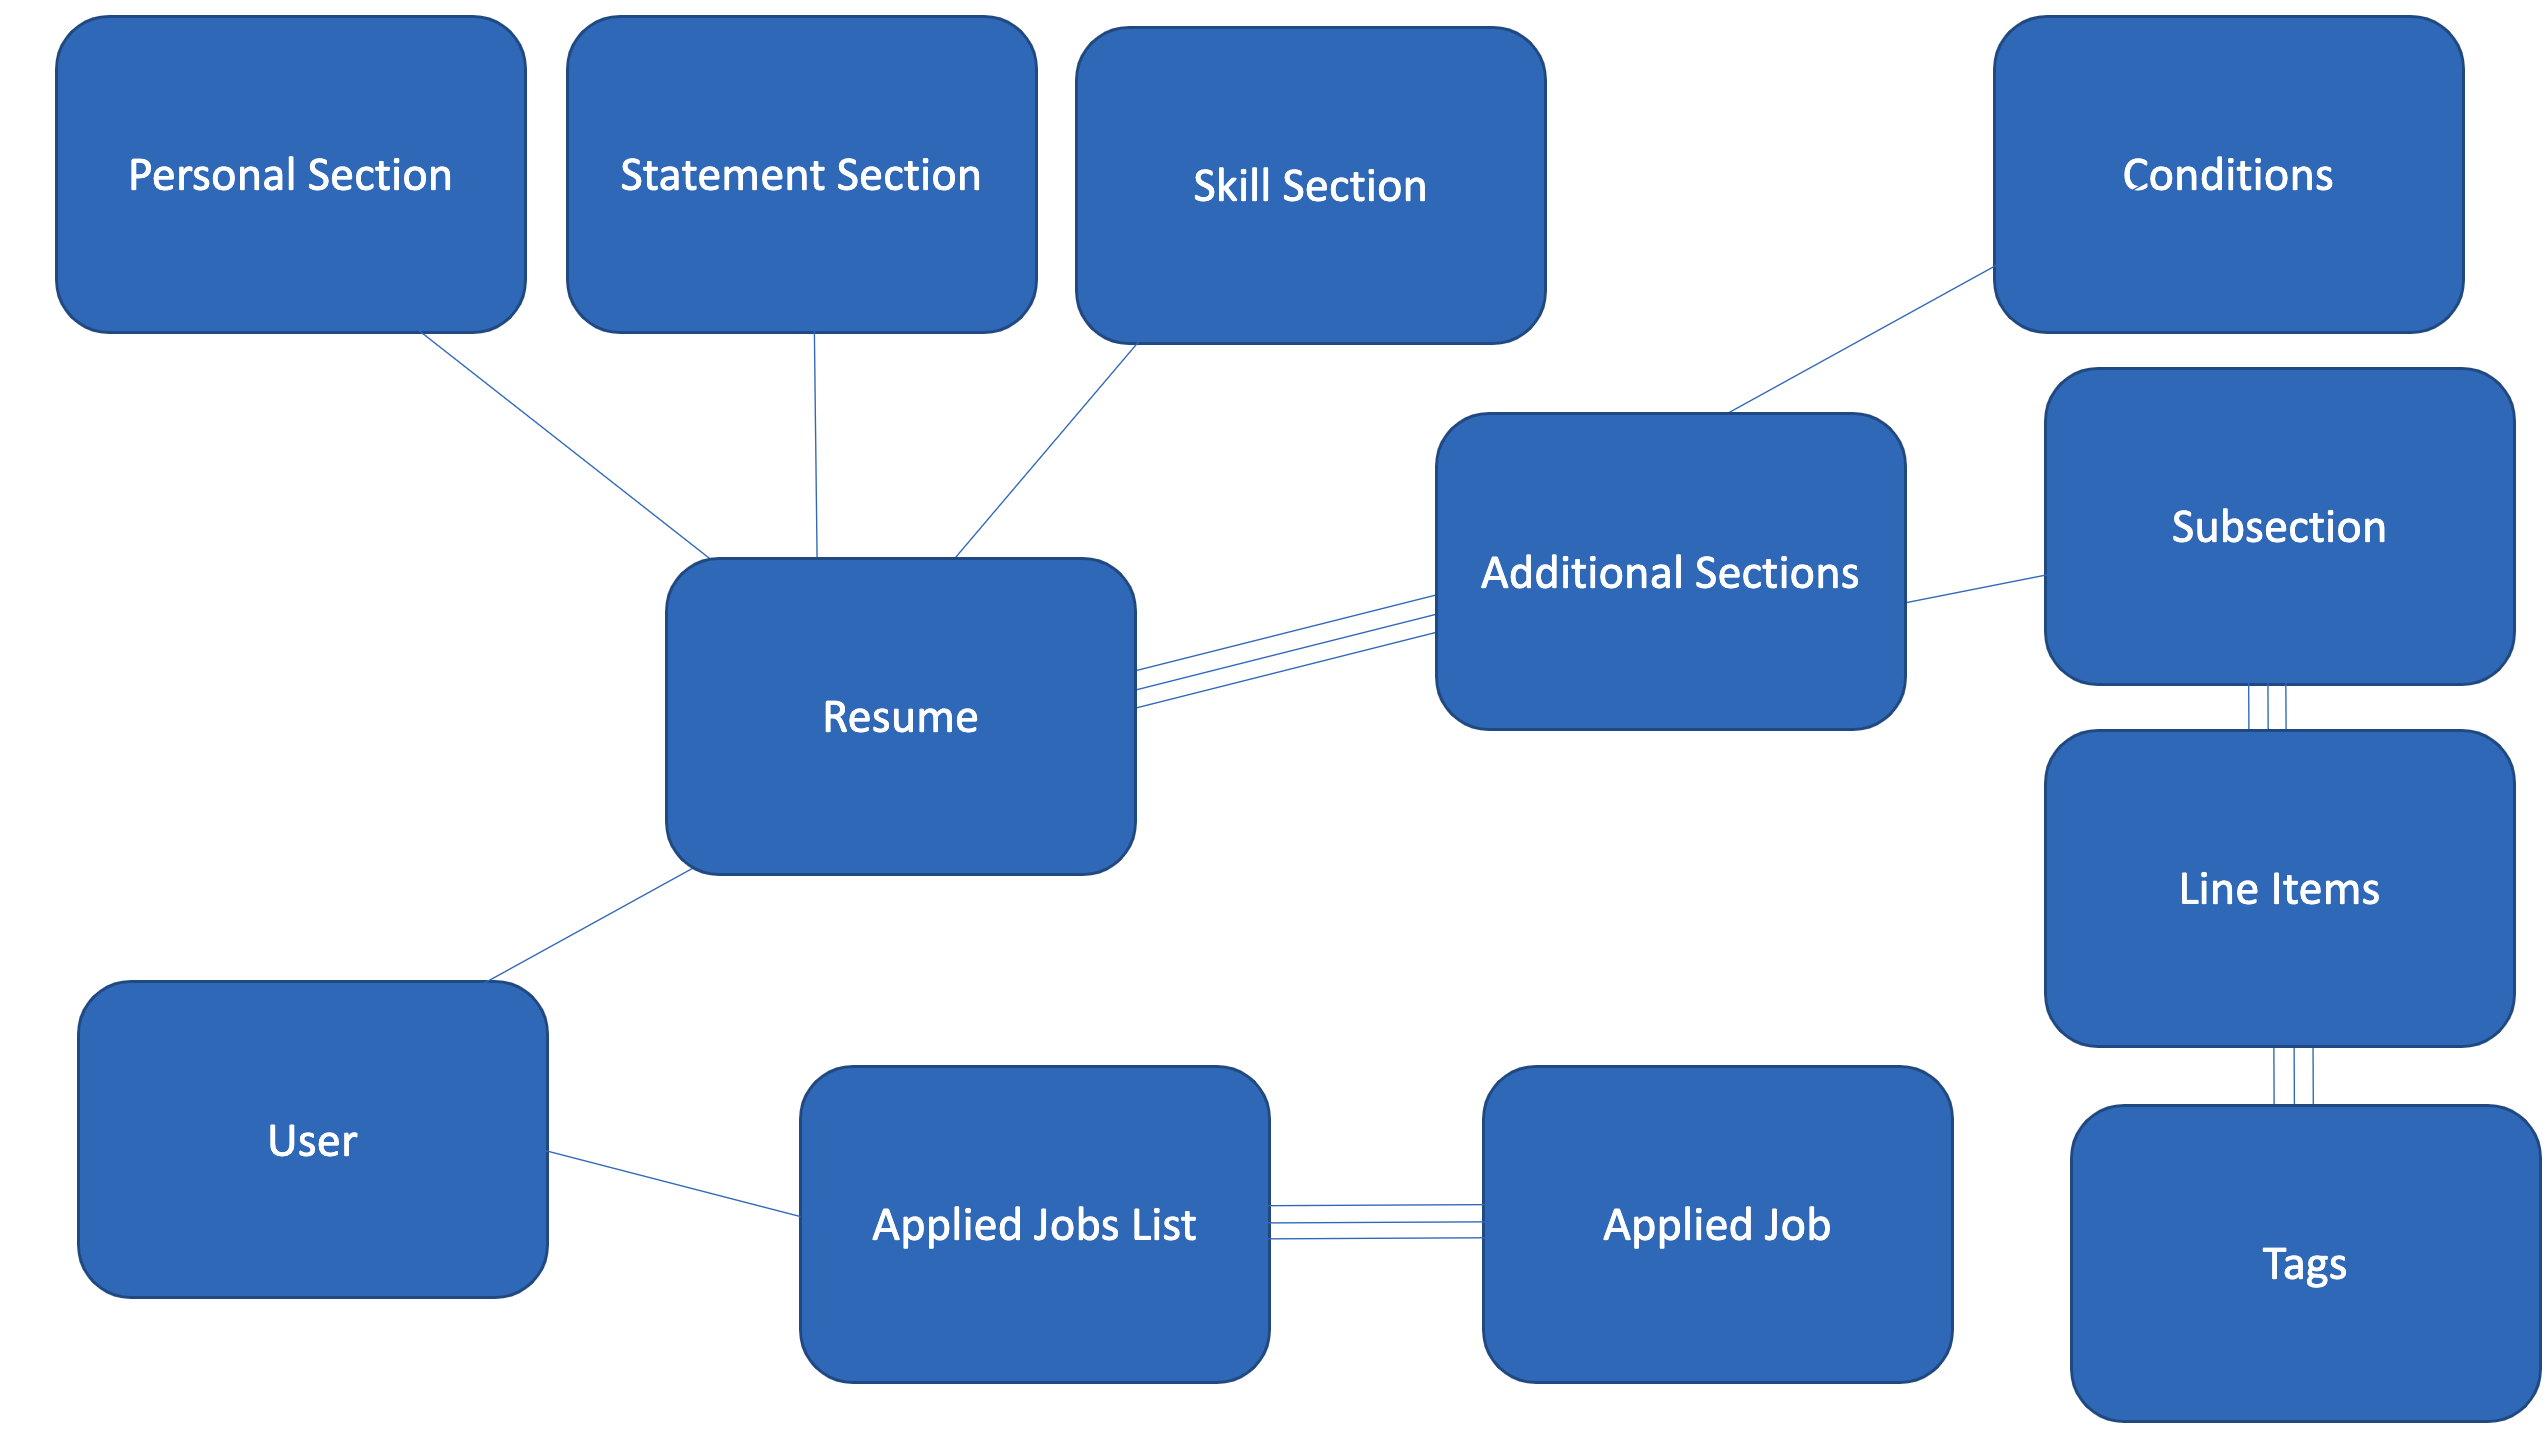 Personal Section
Statement Section
Skill Section
Conditions
Additional Sections
Subsection
Resume
Line Items
User
Applied Jobs List
Applied Job
Tags